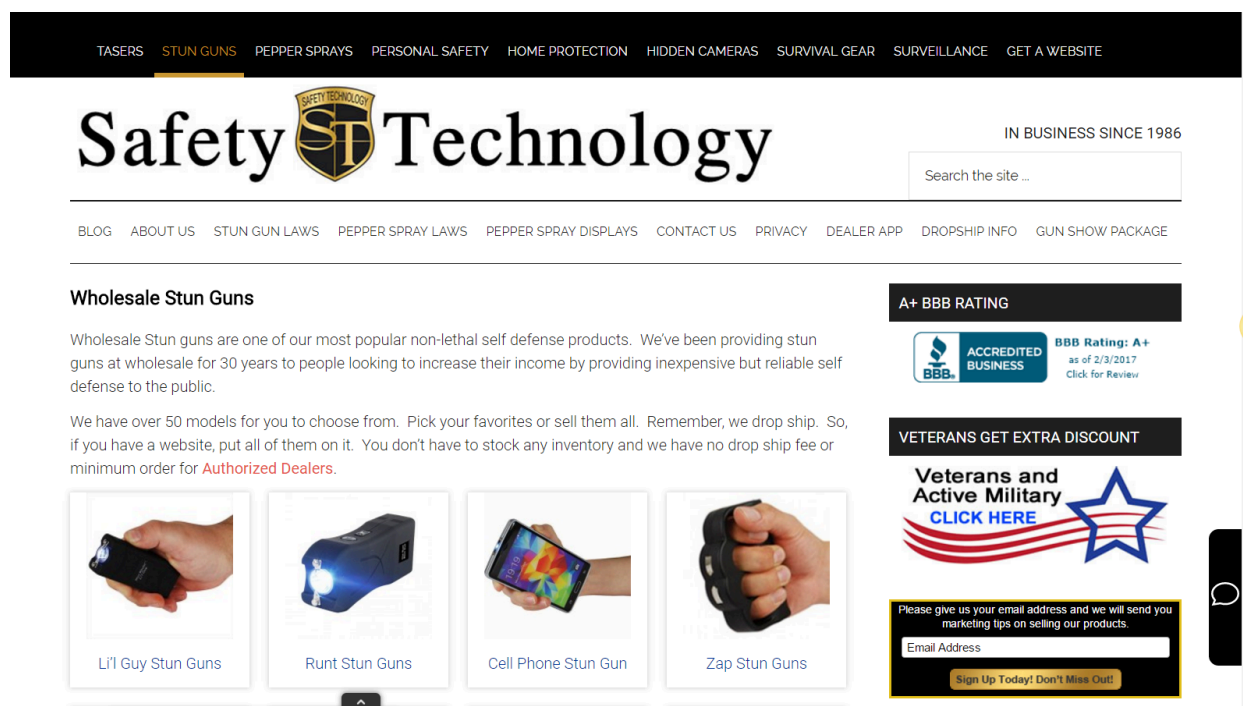 TASERS STUN GUNS PEPPER SPRAYS PERSONAL SAFETY HOME PROTECTION HIDDEN CAMERAS SURVIVAL GEAR SURVEILLANCE GET A WEBSITE
SAFETY TECHNOLOGY
Safety ST Technology
IN BUSINESS SINCE 1986
Search the site ...
BLOG ABOUT US STUN GUN LAWS PEPPER SPRAY LAWS PEPPER SPRAY DISPLAYS CONTACT US PRIVACY DEALER APP DROPSHIP INFO GUN SHOW PACKAGE
Wholesale Stun Guns
Wholesale Stun guns are one of our most popular non-lethal self defense products. We've been providing stun
guns at wholesale for 30 years to people looking to increase their income by providing inexpensive but reliable self
defense to the public.
We have over 50 models for you to choose from. Pick your favorites or sell them all. Remember, we drop ship. So,
if you have a website, put all of them on it. You don't have to stock any inventory and we have no drop ship fee or
minimum order for Authorized Dealers.
19:10
Li'l Guy Stun Guns
Runt Stun Guns
Cell Phone Stun Gun
Zap Stun Guns
A+ BBB RATING
BBB.
ACCREDITED
BUSINESS
BBB Rating: A+
as of 2/3/2017
Click for Review
VETERANS GET EXTRA DISCOUNT
Veterans and
Active Military
CLICK HERE
Please give us your email address and we will send you
marketing tips on selling our products.
Email Address
Sign Up Today! Don't Miss Out!